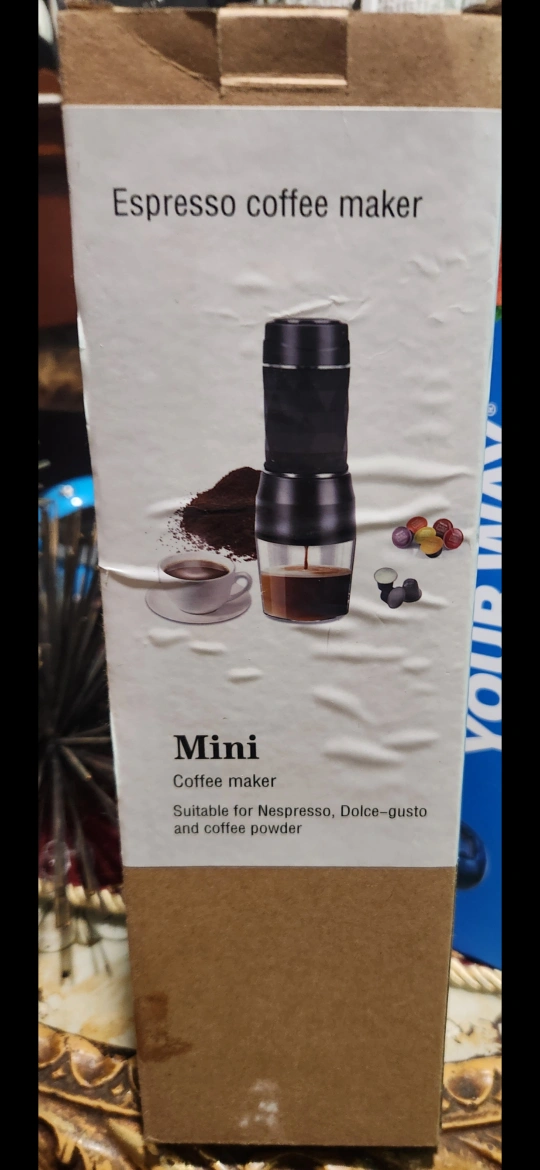 Espresso coffee maker
Mini
Coffee maker
Suitable for Nespresso, Dolce-gusto
and coffee powder
YOUR WAY®